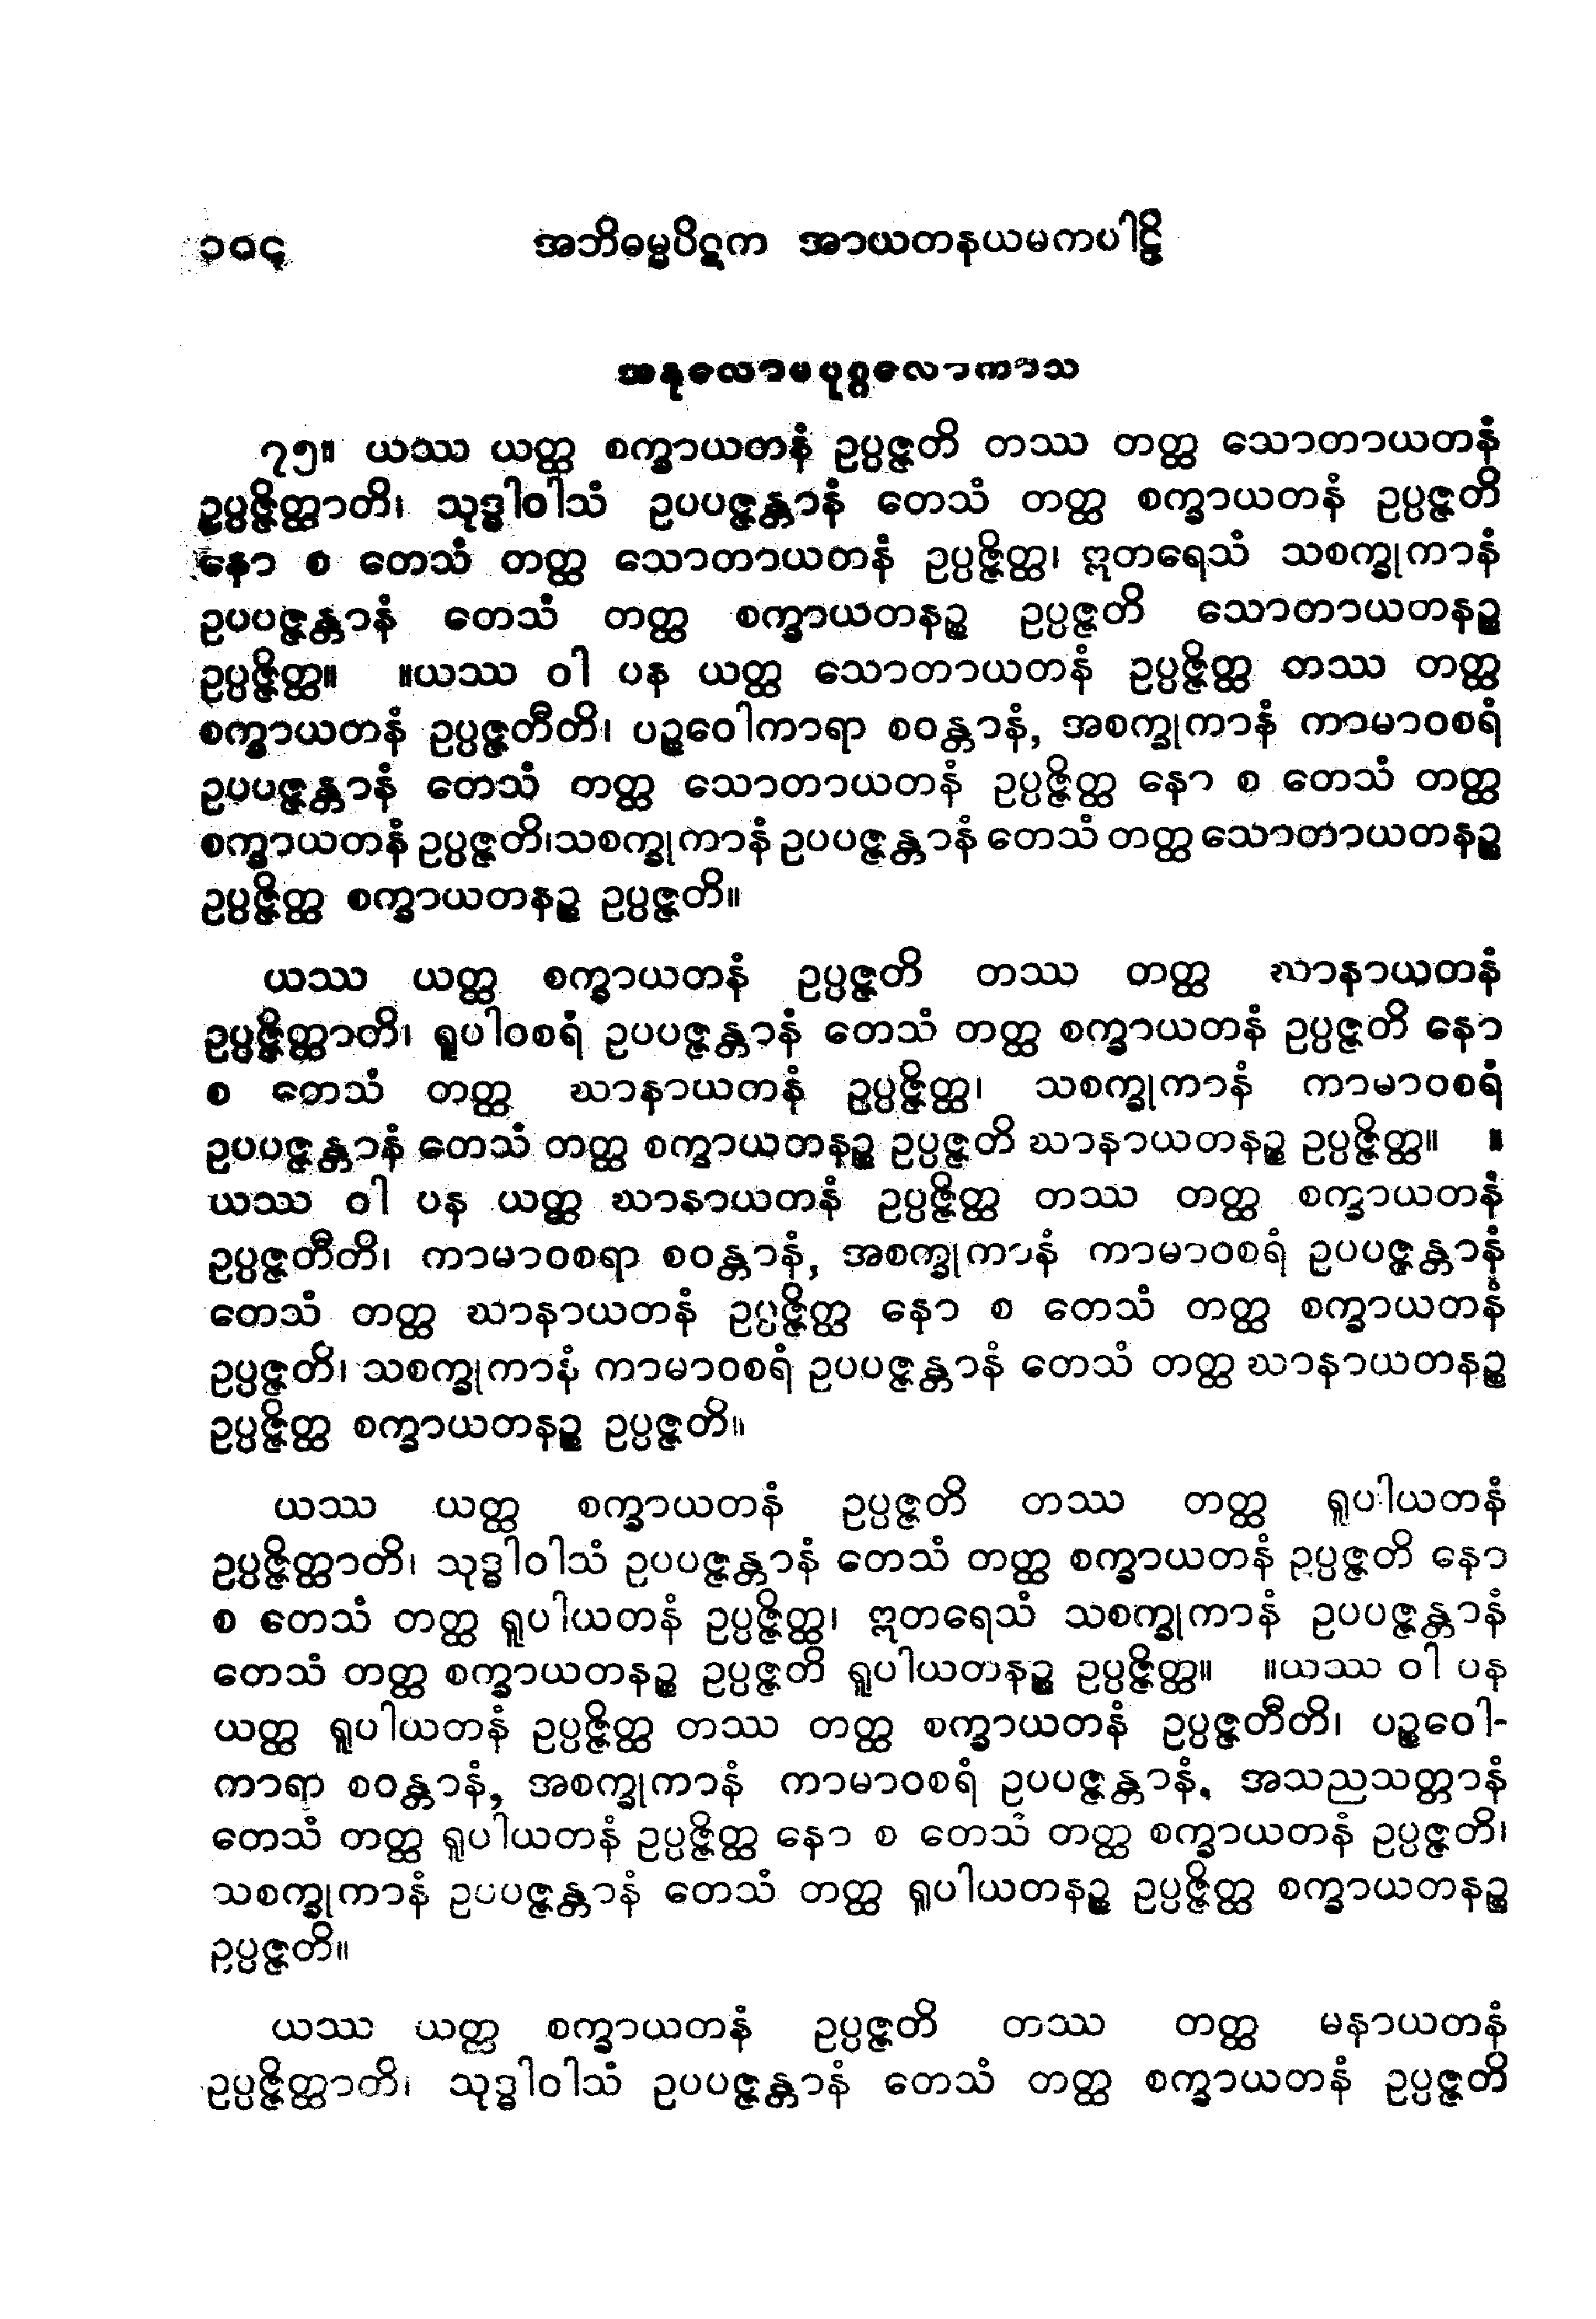 ၁၀၄ အဘိဓမ္မပိဋက အာယတနယမကပါဠိ
အနုလောမပုဂ္ဂလောကာသ
၇၅။ ယဿ ယတ္ထ စက္ခာယတနံ ဥပ္ပဇ္ဇတိ တဿ တတ္ထ သောတာယတနံ
ဥပ္ပဇ္ဇိတ္ထာတိ၊ သုဒ္ဓါဝါသံ ဥပပဇ္ဇန္တာနံ တေသံ တတ္ထ စက္ခာယတနံ ဥပ္ပဇ္ဇတိ
နော စ တေသံ တတ္ထ သောတာယတနံ ဥပ္ပဇ္ဇိတ္ထ၊ ဣတရေသံ သစက္ခုကာနံ
ဥပပဇ္ဇန္တာနံ တေသံ တတ္ထ စက္ခာယတနဉ္စ ဥပ္ပဇ္ဇတိ သောတာယတနဉ္စ
ဥပ္ပဇ္ဇိတ္ထ။ ။ယဿ ဝါ ပန ယတ္ထ သောတာယတနံ ဥပ္ပဇ္ဇိတ္ထ တဿ တတ္ထ
စက္ခာယတနံ ဥပ္ပဇ္ဇတီတိ၊ ပဉ္စဝေါကာရာ စဝန္တာနံ, အစက္ခုကာနံ ကာမာဝစရံ
ဥပပဇ္ဇန္တာနံ တေသံ တတ္ထ သောတာယတနံ ဥပ္ပဇ္ဇိတ္ထ နော စ တေသံ တတ္ထ
စက္ခာယတနံ ဥပ္ပဇ္ဇတိ၊သစက္ခုကာနံ ဥပပဇ္ဇန္တာနံ တေသံ တတ္ထ သောတာယတနဉ္စ
ဥပ္ပဇ္ဇိတ္ထ စက္ခာယတနဉ္စ ဥပ္ပဇ္ဇတိ။
ယဿ ယတ္ထ စက္ခာယတနံ ဥပ္ပဇ္ဇတိ တဿ တတ္ထ ဃာနာယတနံ
ဥပ္ပဇ္ဇိတ္ထာတိ၊ ရူပါဝစရံ ဥပပဇ္ဇန္တာနံ တေသံ တတ္ထ စက္ခာယတနံ ဥပ္ပဇ္ဇတိ နော
စ တေသံ တတ္ထ ဃာနာယတနံ ဥပ္ပဇ္ဇိတ္ထ၊ သစက္ခုကာနံ ကာမာဝစရံ
ဥပပဇ္ဇန္တာနံ တေသံ တတ္ထ စက္ခာယတနဉ္စ ဥပ္ပဇ္ဇတိ ဃာနာယတနဉ္စ ဥပ္ပဇ္ဇိတ္ထ။ ။
ယဿ ဝါ ပန ယတ္ထ ဃာနာယတနံ ဥပ္ပဇ္ဇိတ္ထ တဿ တတ္ထ စက္ခာယတနံ
ဥပ္ပဇ္ဇတီတိ၊ ကာမာဝစရာ စဝန္တာနံ, အစက္ခုကာနံ ကာမာဝစရံ ဥပပဇ္ဇန္တာနံ
တေသံ တတ္ထ ဃာနာယတနံ ဥပ္ပဇ္ဇိတ္ထ နော စ တေသံ တတ္ထ စက္ခာယတနံ
ဥပ္ပဇ္ဇတိ၊ သစက္ခုကာနံ ကာမာဝစရံ ဥပပဇ္ဇန္တာနံ တေသံ တတ္ထ ဃာနာယတနဉ္စ
ဥပ္ပဇ္ဇိတ္ထ စက္ခာယတနဉ္စ ဥပ္ပဇ္ဇတိ။
ယဿ ယတ္ထ စက္ခာယတနံ ဥပ္ပဇ္ဇတိ တဿ တတ္ထ ရူပါယတနံ
ဥပ္ပဇ္ဇိတ္ထာတိ၊ သုဒ္ဓါဝါသံ ဥပပဇ္ဇန္တာနံ တေသံ တတ္ထ စက္ခာယတနံ ဥပ္ပဇ္ဇတိ နော
စ တေသံ တတ္ထ ရူပါယတနံ ဥပ္ပဇ္ဇိတ္ထ၊ ဣတရေသံ သစက္ခုကာနံ ဥပပဇ္ဇန္တာနံ
တေသံ တတ္ထ စက္ခာယတနဉ္စ ဥပ္ပဇ္ဇတိ ရူပါယတနဉ္စ ဥပ္ပဇ္ဇိတ္ထ။ ။ယဿ ဝါ ပန
ယတ္ထ ရူပါယတနံ ဥပ္ပဇ္ဇိတ္ထ တဿ တတ္ထ စက္ခာယတနံ ဥပ္ပဇ္ဇတီတိ၊ ပဉ္စဝေါ-
ကာရာ စဝန္တာနံ, အစက္ခုကာနံ ကာမာဝစရံ ဥပပဇ္ဇန္တာနံ, အသညသတ္တာနံ
တေသံ တတ္ထ ရူပါယတနံ ဥပ္ပဇ္ဇိတ္ထ နော စ တေသံ တတ္ထ စက္ခာယတနံ ဥပ္ပဇ္ဇတိ၊
သစက္ခုကာနံ ဥပပဇ္ဇန္တာနံ တေသံ တတ္ထ ရူပါယတနဉ္စ ဥပ္ပဇ္ဇိတ္ထ စက္ခာယတနဉ္စ
ဥပ္ပဇ္ဇတိ။
ယဿ ယတ္ထ စက္ခာယတနံ ဥပ္ပဇ္ဇတိ တဿ တတ္ထ မနာယတနံ
ဥပ္ပဇ္ဇိတ္ထာတိ၊ သုဒ္ဓါဝါသံ ဥပပဇ္ဇန္တာနံ တေသံ တတ္ထ စက္ခာယတနံ ဥပ္ပဇ္ဇတိ